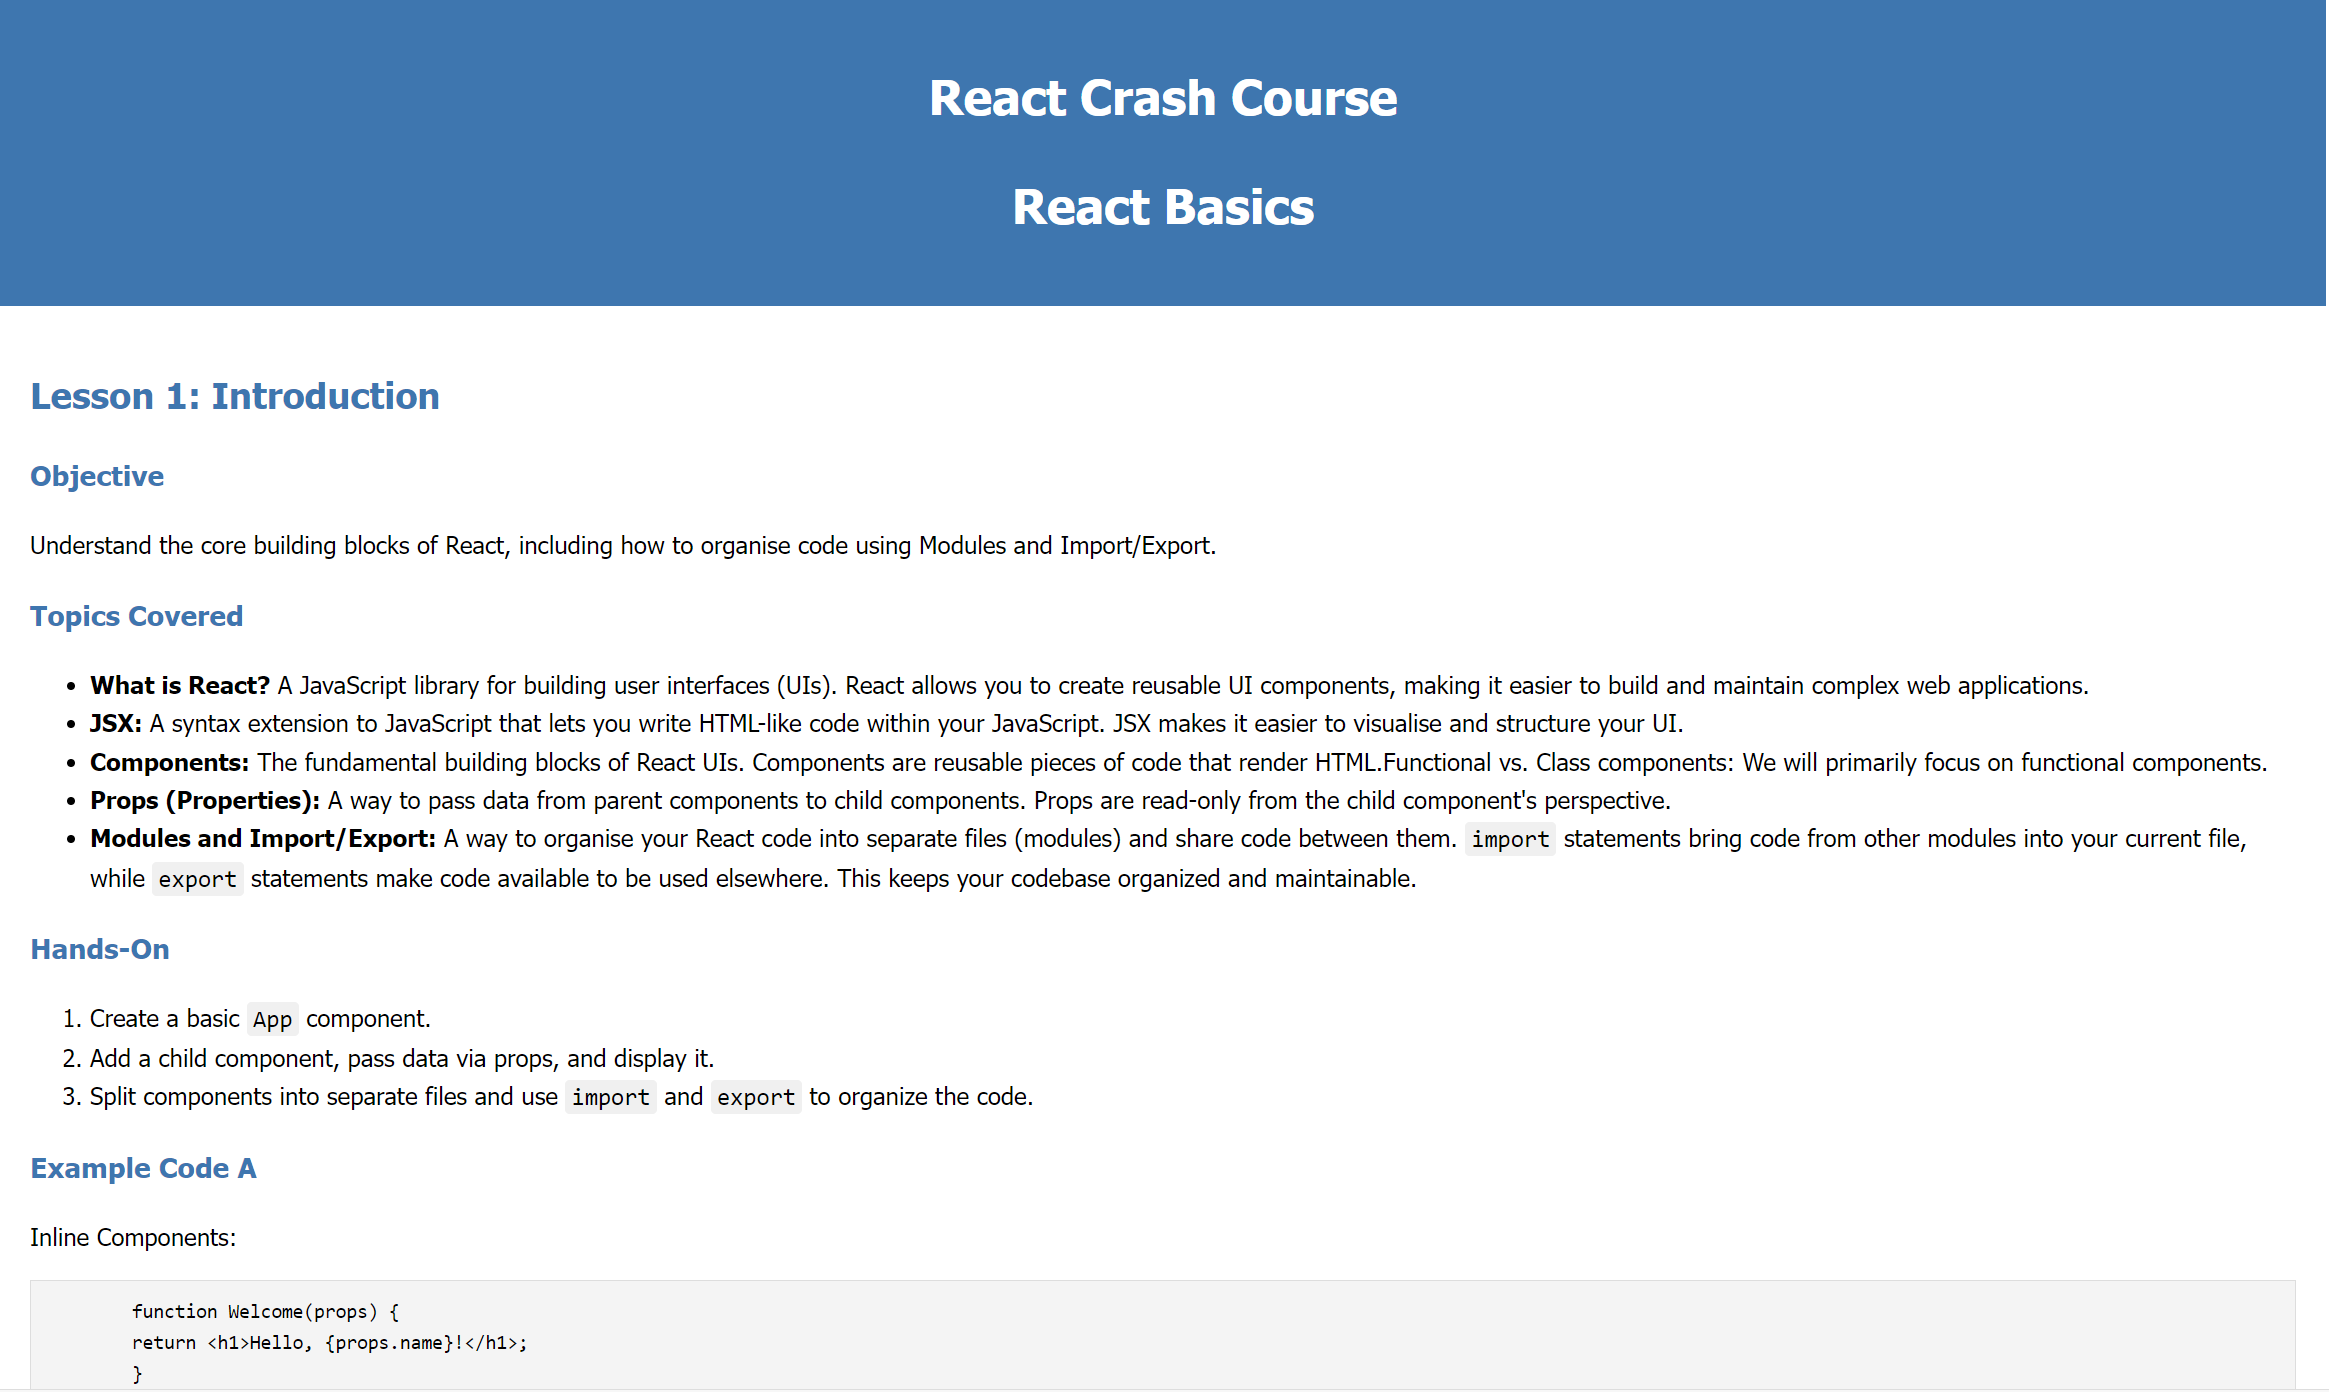 React Crash Course
React Basics
Lesson 1: Introduction
Objective
Understand the core building blocks of React, including how to organise code using Modules and Import/Export.
Topics Covered
• What is React? A JavaScript library for building user interfaces (UIs). React allows you to create reusable UI components, making it easier to build and maintain complex web applications.
• JSX: A syntax extension to JavaScript that lets you write HTML-like code within your JavaScript. JSX makes it easier to visualise and structure your UI.
• Components: The fundamental building blocks of React UIs. Components are reusable pieces of code that render HTML.Functional vs. Class components: We will primarily focus on functional components.
• Props (Properties): A way to pass data from parent components to child components. Props are read-only from the child component's perspective.
• Modules and Import/Export: A way to organise your React code into separate files (modules) and share code between them. import statements bring code from other modules into your current file,
while export statements make code available to be used elsewhere. This keeps your codebase organized and maintainable.
Hands-On
1. Create a basic App component.
2. Add a child component, pass data via props, and display it.
3. Split components into separate files and use import and export to organize the code.
Example Code A
Inline Components:
function Welcome(props) {
return <h1>Hello, {props.name}!</h1>;
}